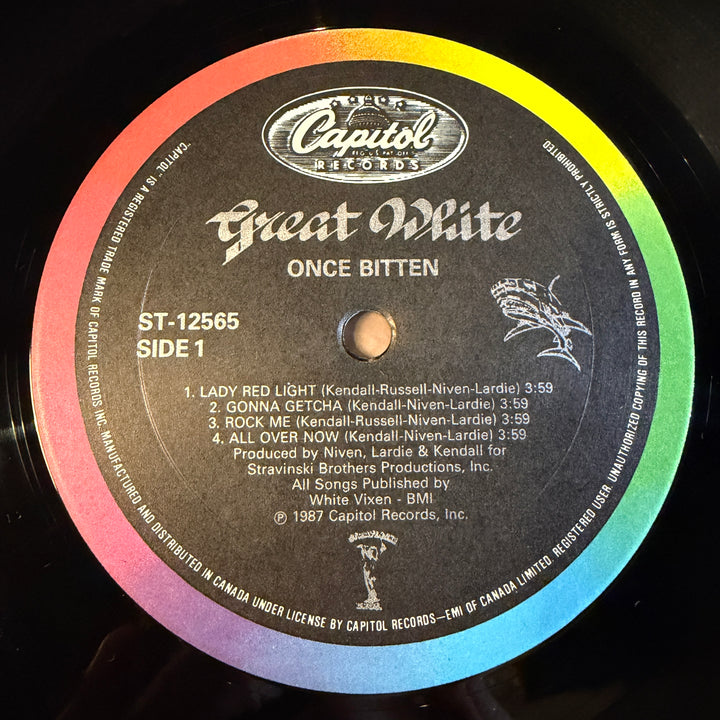 Capitol
RECORDS
Great White
ONCE BITTEN
ST-12565
SIDE 1
1. LADY RED LIGHT (Kendall-Russell-Niven-Lardie) 3:59
2. GONNA GETCHA (Kendall-Niven-Lardie) 3:59
3. ROCK ME (Kendall-Russell-Niven-Lardie) 3:59
4. ALL OVER NOW (Kendall-Niven-Lardie) 3:59
Produced by Niven, Lardie & Kendall for
Stravinski Brothers Productions, Inc.
All Songs Published by
White Vixen - BMI
℗ 1987 Capitol Records, Inc.
"CAPITOL" IS A REGISTERED TRADE MARK OF CAPITOL RECORDS INC. MANUFACTURED AND DISTRIBUTED IN CANADA UNDER LICENSE BY CAPITOL RECORDS—EMI OF CANADA LIMITED. REGISTERED USER. UNAUTHORIZED COPYING OF THIS RECORD IN ANY FORM IS STRICTLY PROHIBITED